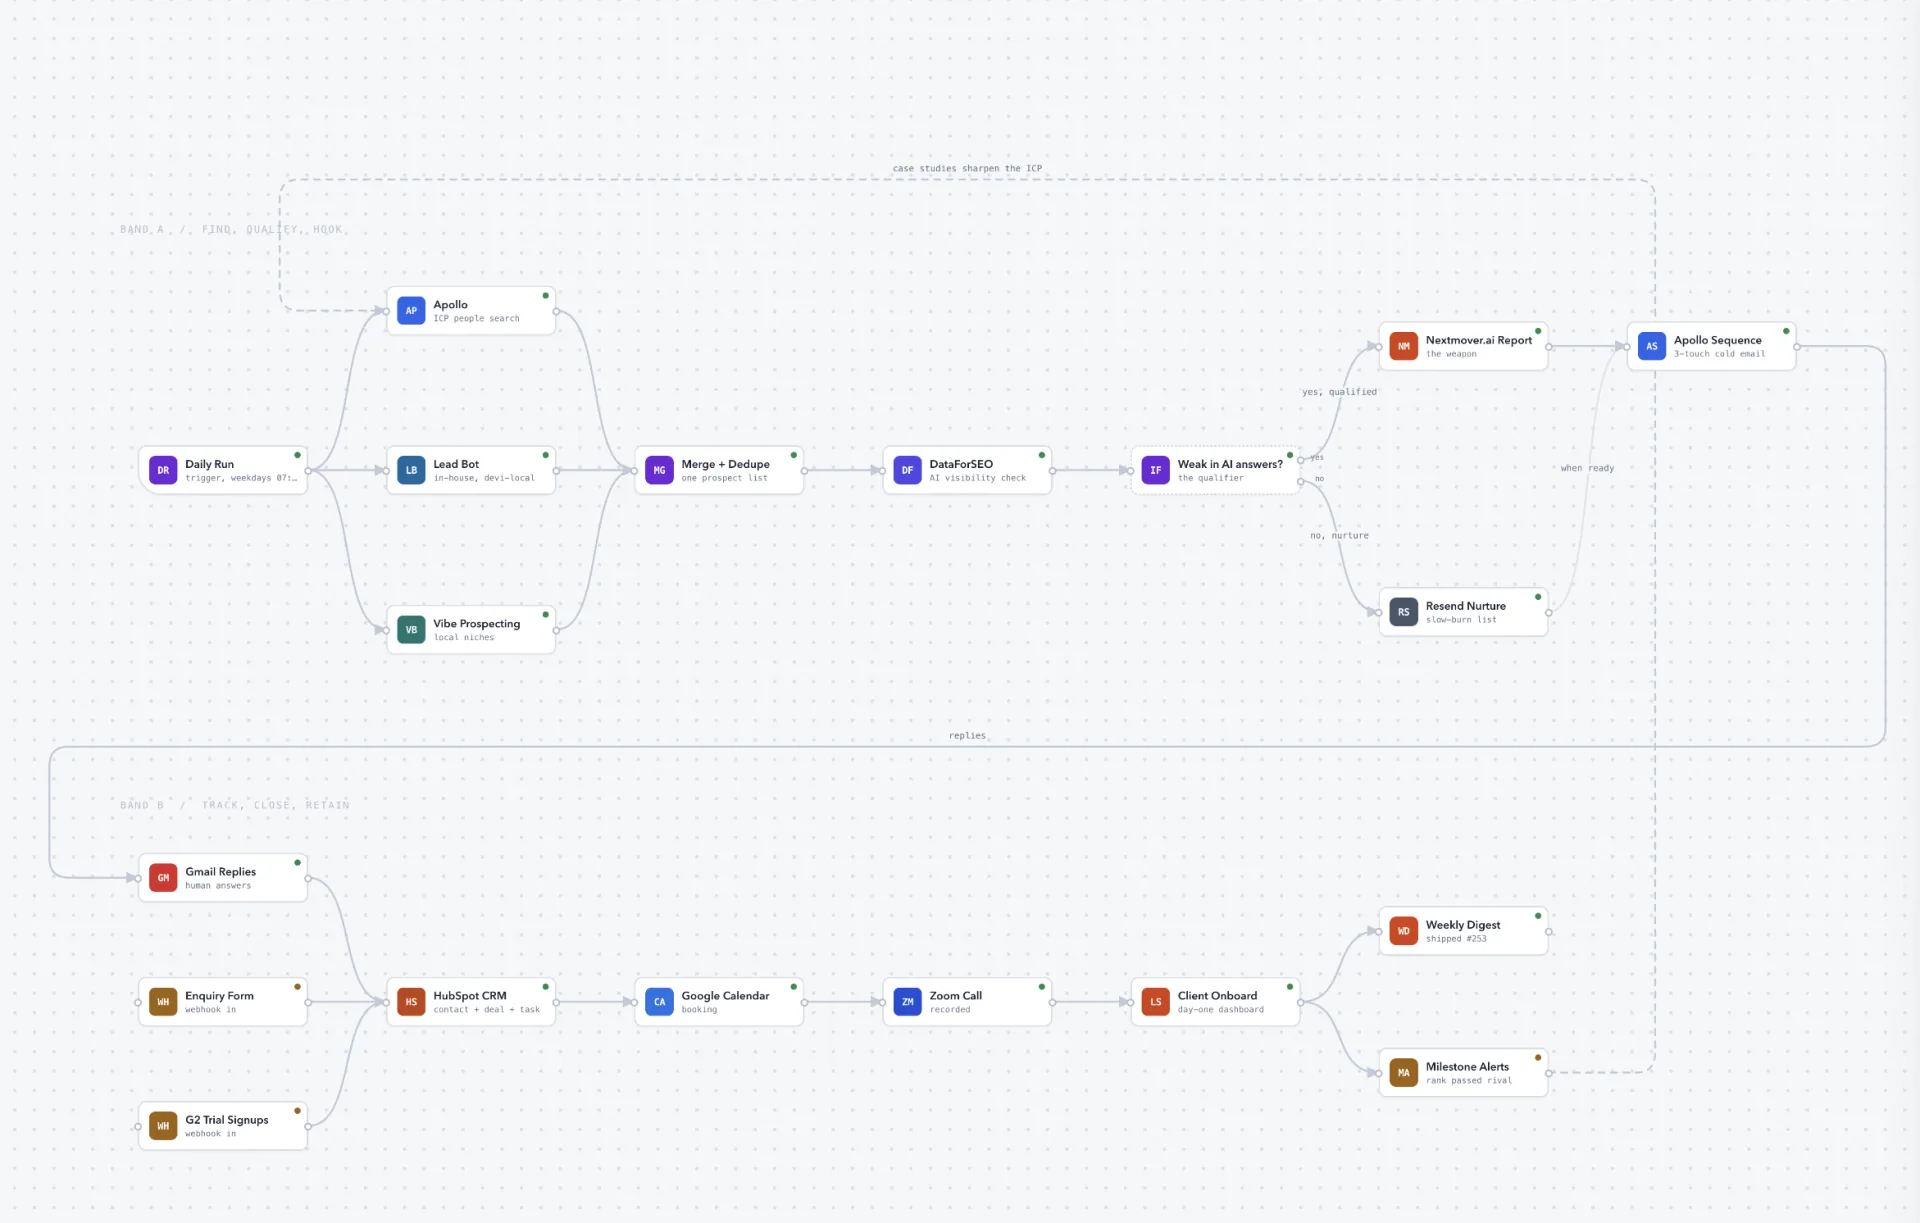 case studies sharpen the ICP
BAND A / FIND, QUALIFY, HOOK
AP
Apollo
ICP people search
NM
Nextmover.ai Report
the weapon
AS
Apollo Sequence
3-touch cold email
yes, qualified
DR
Daily Run
trigger, weekdays 07:…
LB
Lead Bot
in-house, devi-local
MG
Merge + Dedupe
one prospect list
DF
DataForSEO
AI visibility check
IF
Weak in AI answers?
the qualifier
yes
no
when ready
no, nurture
VB
Vibe Prospecting
local niches
RS
Resend Nurture
slow-burn list
replies
BAND B / TRACK, CLOSE, RETAIN
GM
Gmail Replies
human answers
WD
Weekly Digest
shipped #253
WH
Enquiry Form
webhook in
HS
HubSpot CRM
contact + deal + task
CA
Google Calendar
booking
ZM
Zoom Call
recorded
LS
Client Onboard
day-one dashboard
MA
Milestone Alerts
rank passed rival
WH
G2 Trial Signups
webhook in